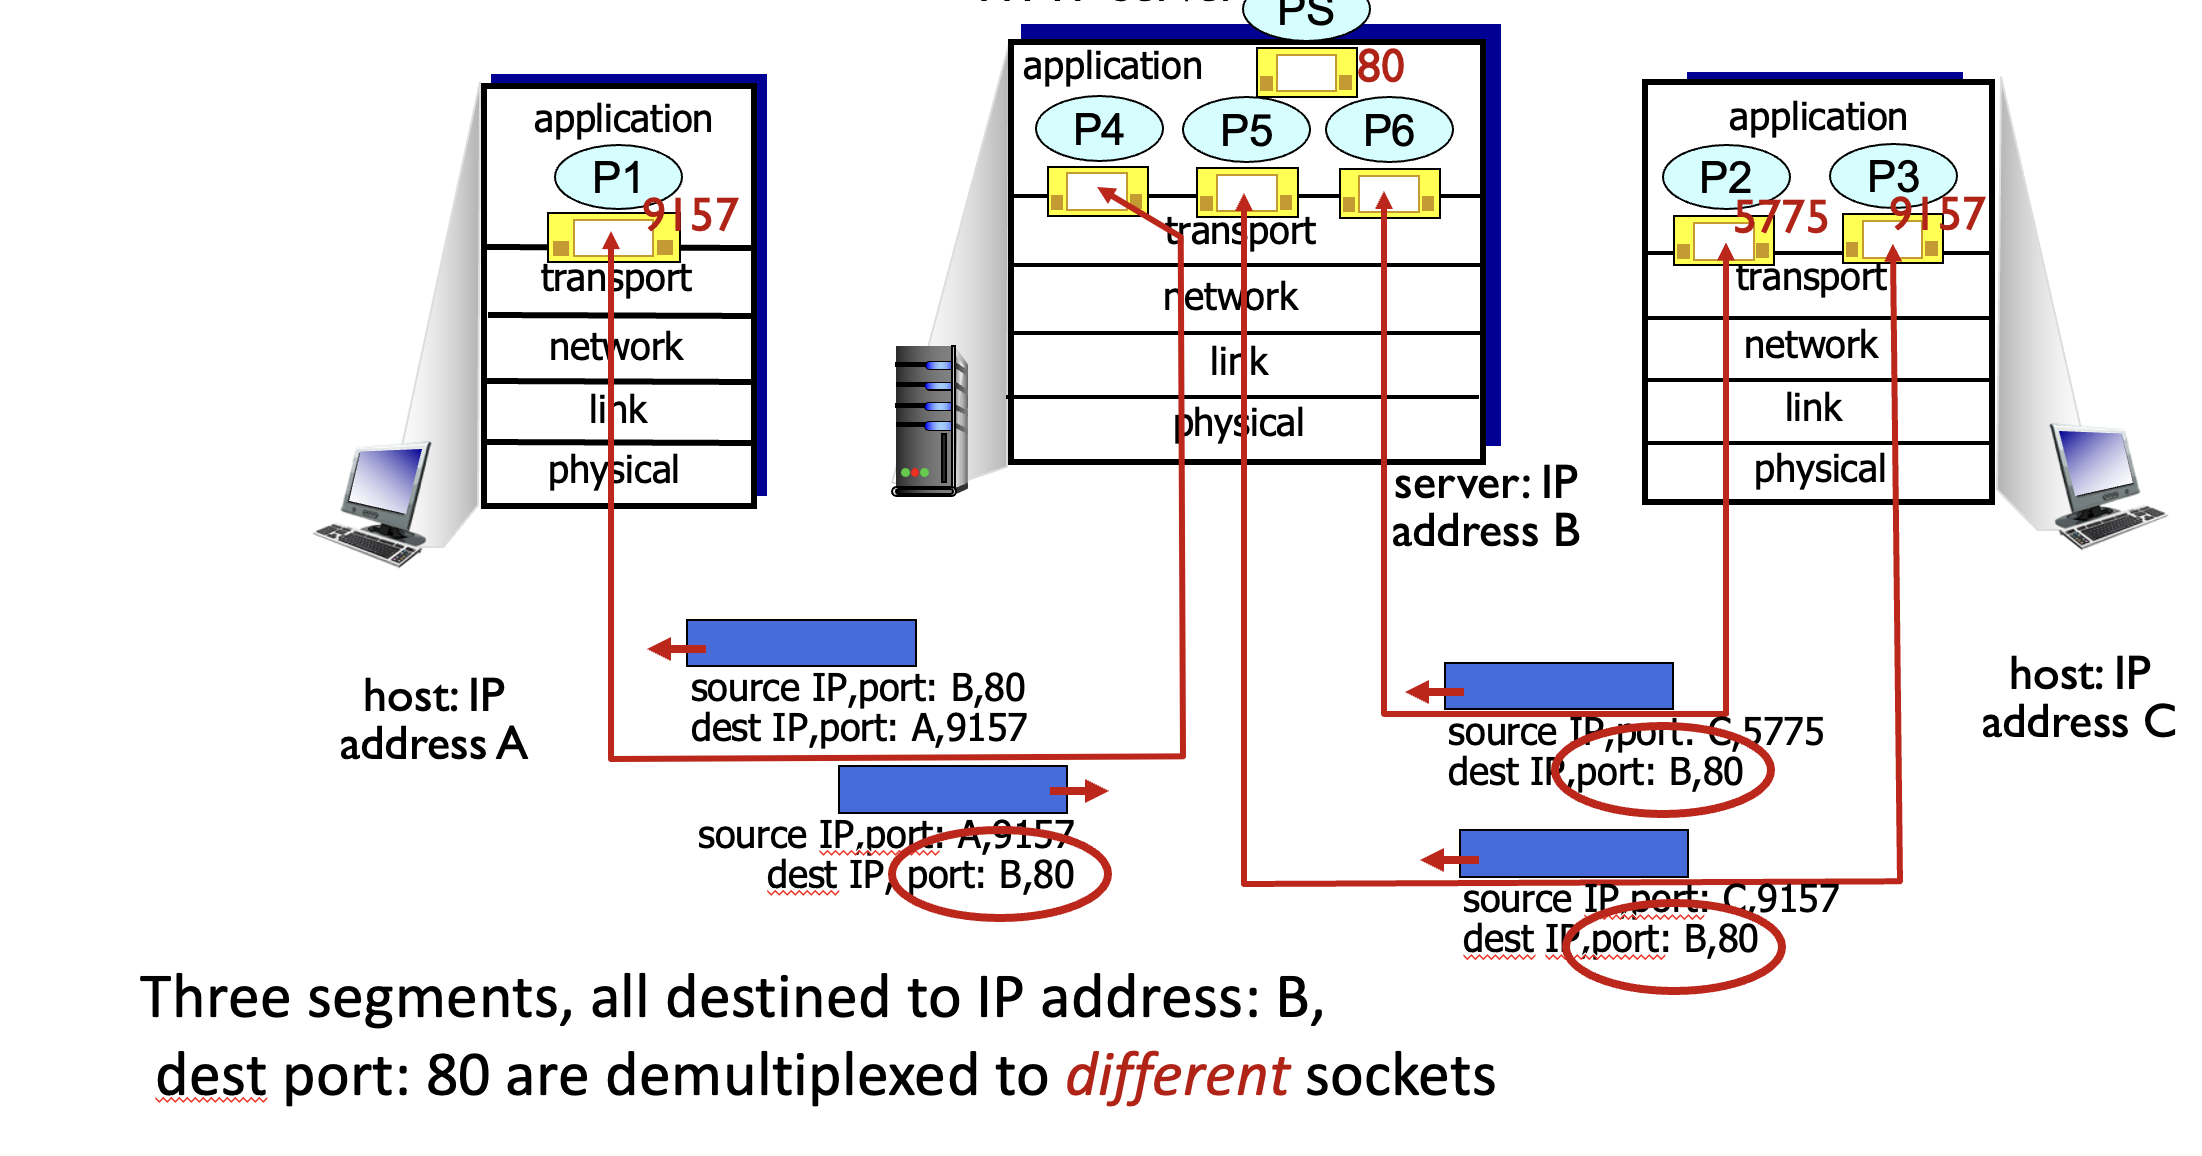 PS
application
80
P4
P5
P6
transport
network
link
physical
server: IP
address B
application
P1
9157
transport
network
link
physical
host: IP
address A
application
P2
P3
5775
9157
transport
network
link
physical
host: IP
address C
source IP,port: B,80
dest IP,port: A,9157
source IP,port: A,9157
dest IP, port: B,80
source IP,port: C,5775
dest IP,port: B,80
source IP,port: C,9157
dest IP,port: B,80
Three segments, all destined to IP address: B,
dest port: 80 are demultiplexed to different sockets